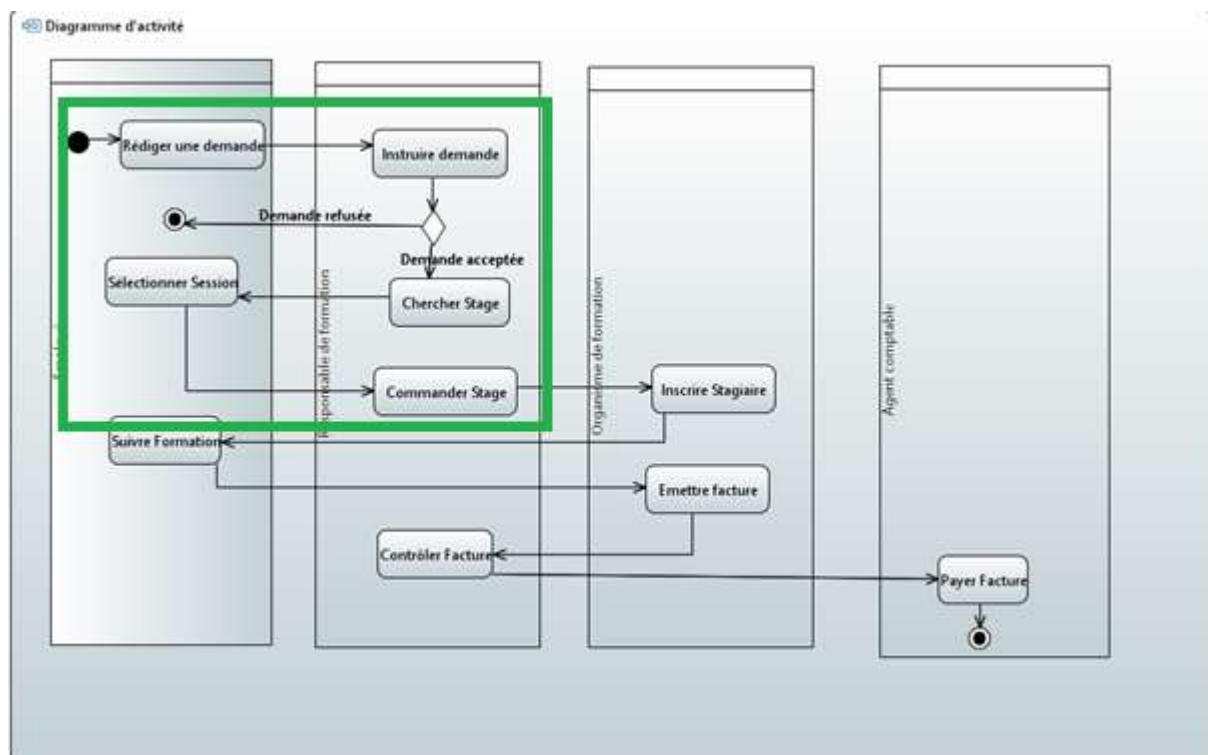 Diagramme d'activité
Rédiger une demande
Instruire demande
Demande refusée
Demande acceptée
Sélectionner Session
Chercher Stage
Responsable de formation
Organisme de formation
Agent comptable
Commander Stage
Inscrire Stagiaire
Suivre Formation
Emettre facture
Contrôler Facture
Payer Facture